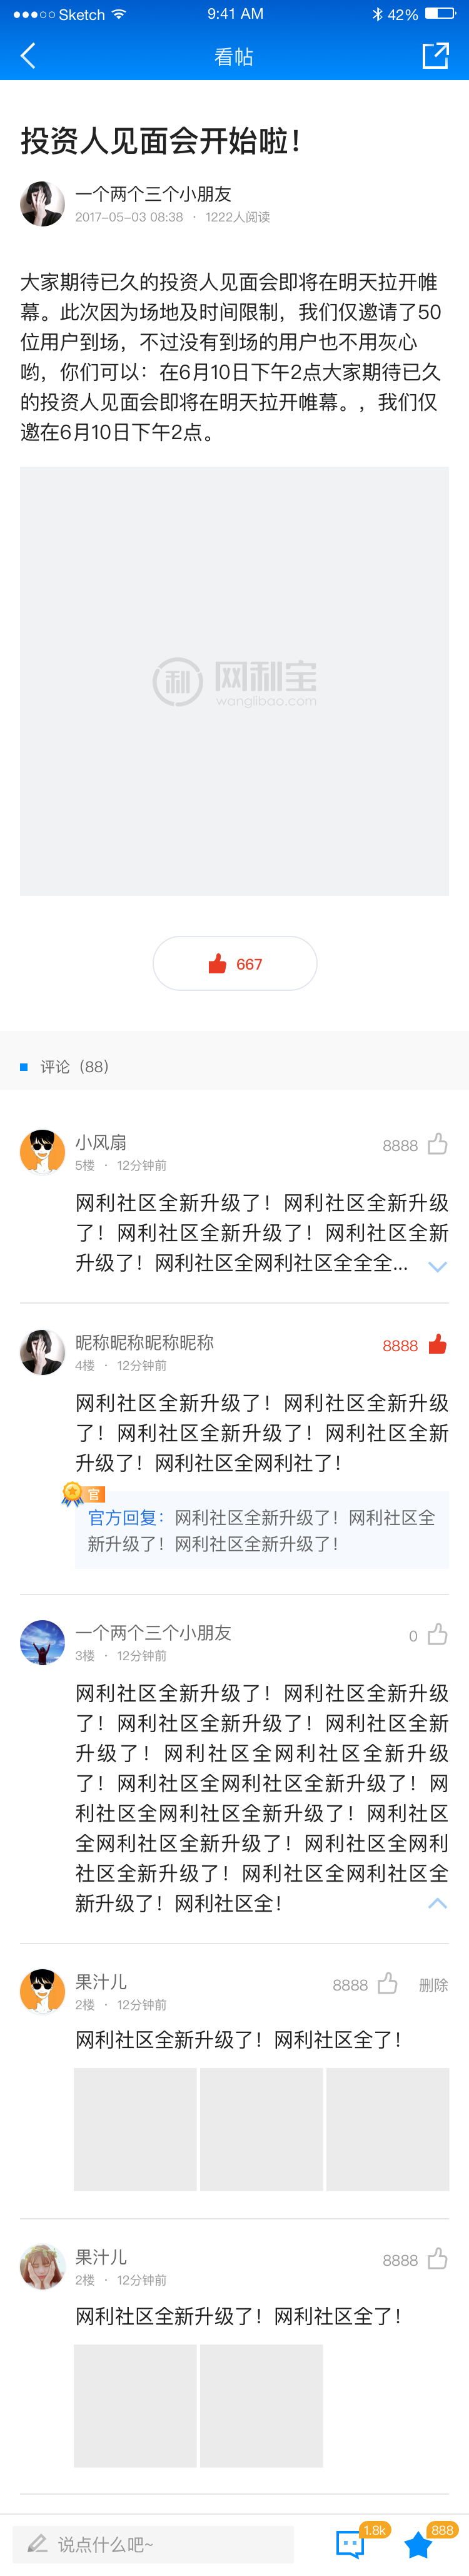 Sketch 9:41 AM 42%
看帖
投资人见面会开始啦！
一个两个三个小朋友
2017-05-03 08:38 · 1222人阅读
大家期待已久的投资人见面会即将在明天拉开帷
幕。此次因为场地及时间限制，我们仅邀请了50
位用户到场，不过没有到场的用户也不用灰心
哟，你们可以：在6月10日下午2点大家期待已久
的投资人见面会即将在明天拉开帷幕。，我们仅
邀在6月10日下午2点。
利 网利宝
wanglibao.com
667
评论（88）
小风扇 8888
5楼 · 12分钟前
网利社区全新升级了！网利社区全新升级
了！网利社区全新升级了！网利社区全新
升级了！网利社区全网利社区全全全...
昵称昵称昵称昵称 8888
4楼 · 12分钟前
网利社区全新升级了！网利社区全新升级
了！网利社区全新升级了！网利社区全新
升级了！网利社区全网利社了！
官
官方回复：网利社区全新升级了！网利社区全
新升级了！网利社区全新升级了！
一个两个三个小朋友 0
3楼 · 12分钟前
网利社区全新升级了！网利社区全新升级
了！网利社区全新升级了！网利社区全新
升级了！网利社区全网利社区全新升级
了！网利社区全网利社区全新升级了！网
利社区全网利社区全新升级了！网利社区
全网利社区全新升级了！网利社区全网利
社区全新升级了！网利社区全网利社区全
新升级了！网利社区全！
果汁儿 8888 删除
2楼 · 12分钟前
网利社区全新升级了！网利社区全了！
果汁儿 8888
2楼 · 12分钟前
网利社区全新升级了！网利社区全了！
说点什么吧~ 1.8k 888